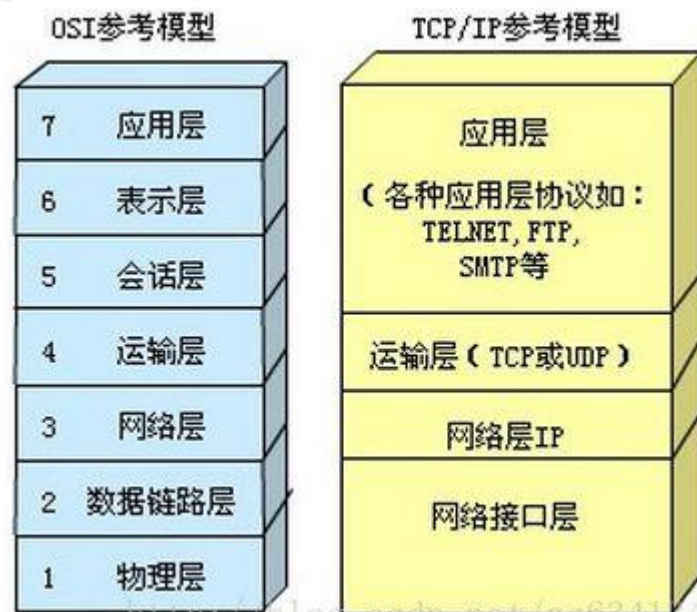 OSI参考模型
7 应用层
6 表示层
5 会话层
4 运输层
3 网络层
2 数据链路层
1 物理层
TCP/IP参考模型
应用层
(各种应用层协议如:
TELNET, FTP,
SMTP等
运输层(TCP或UDP)
网络层IP
网络接口层